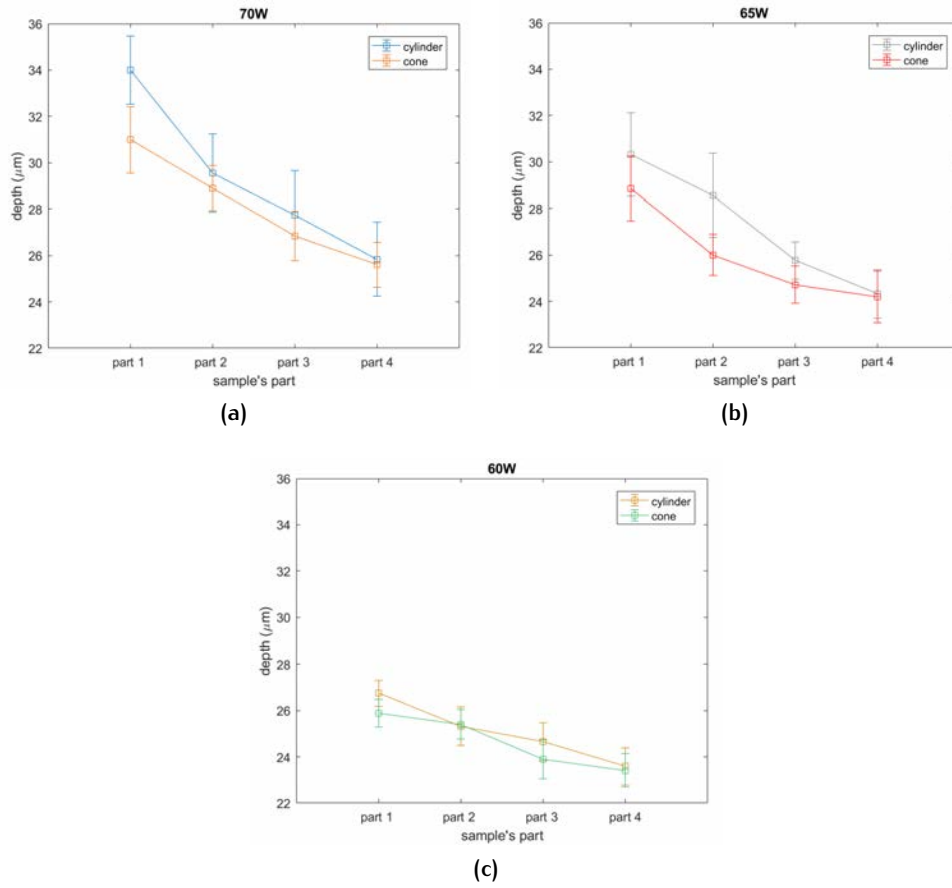 70W
36
34
32
30
28
26
24
22
depth (μm)
cylinder
cone
part 1 part 2 part 3 part 4
sample's part
(a)
65W
36
34
32
30
28
26
24
22
depth (μm)
cylinder
cone
part 1 part 2 part 3 part 4
sample's part
(b)
60W
36
34
32
30
28
26
24
22
depth (μm)
cylinder
cone
part 1 part 2 part 3 part 4
sample's part
(c)